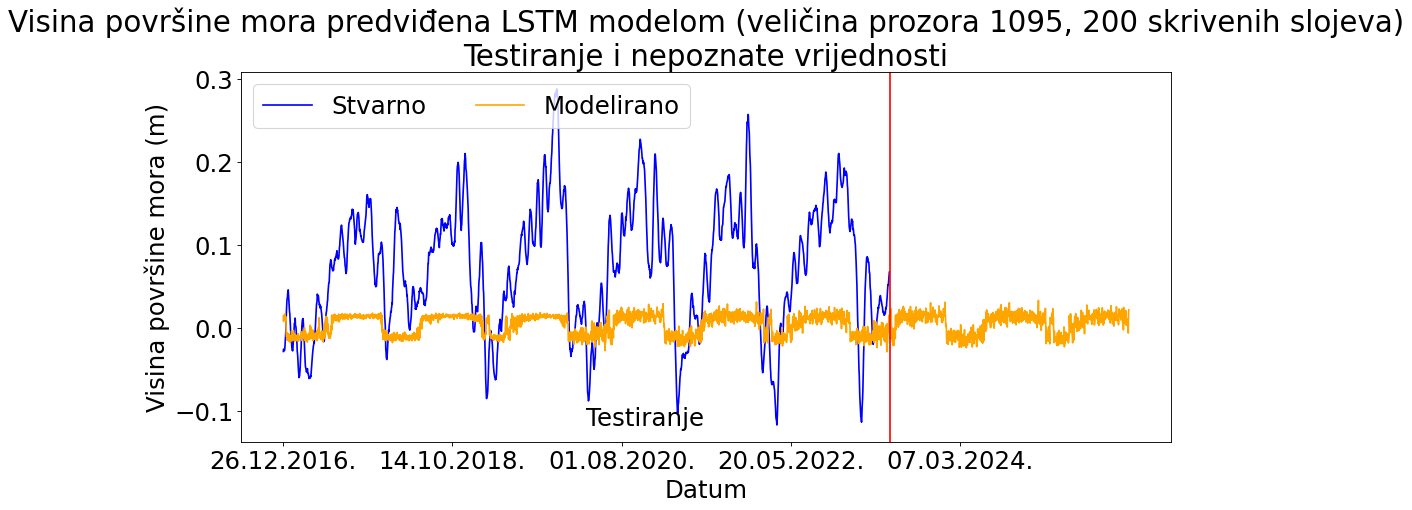 Visina površine mora predviđena LSTM modelom (veličina prozora 1095, 200 skrivenih slojeva)
Testiranje i nepoznate vrijednosti
Stvarno
Modelirano
Visina površine mora (m)
0.3
0.2
0.1
0.0
−0.1
Testiranje
26.12.2016.
14.10.2018.
01.08.2020.
20.05.2022.
07.03.2024.
Datum